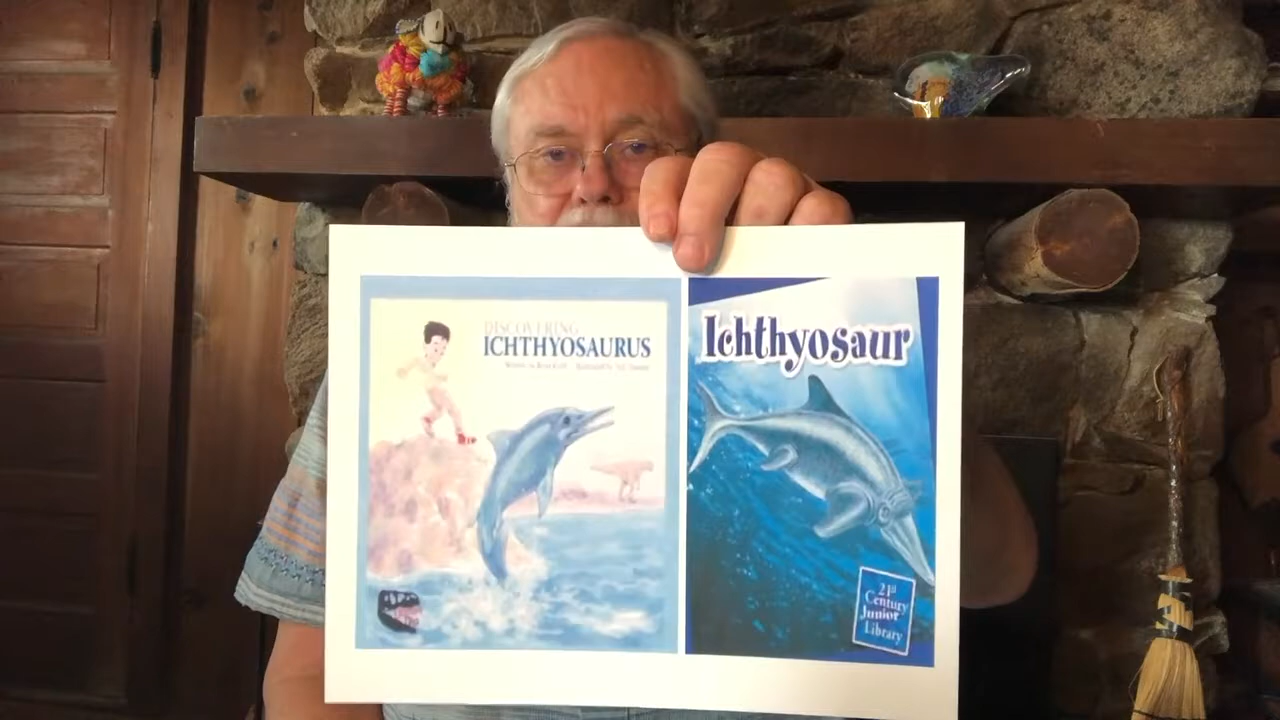 DISCOVERING
ICHTHYOSAURUS
Ichthyosaur
21st
Century
Junior
Library